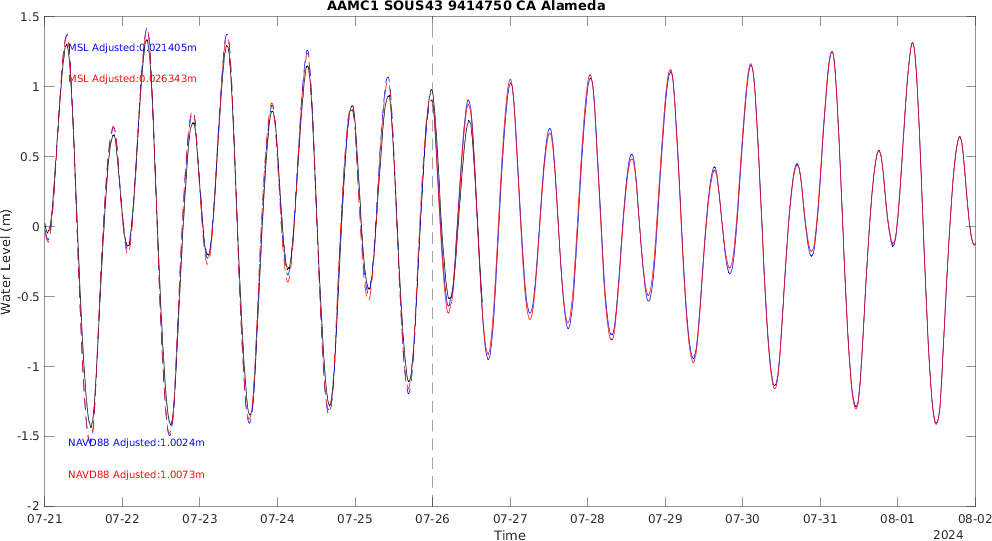 AAMC1 SOUS43 9414750 CA Alameda
1.5
MSL Adjusted:0.021405m
MSL Adjusted:0.026343m
1
0.5
0
-0.5
-1
-1.5
-2
Water Level (m)
NAVD88 Adjusted:1.0024m
NAVD88 Adjusted:1.0073m
07-21 07-22 07-23 07-24 07-25 07-26 07-27 07-28 07-29 07-30 07-31 08-01 08-02
Time
2024